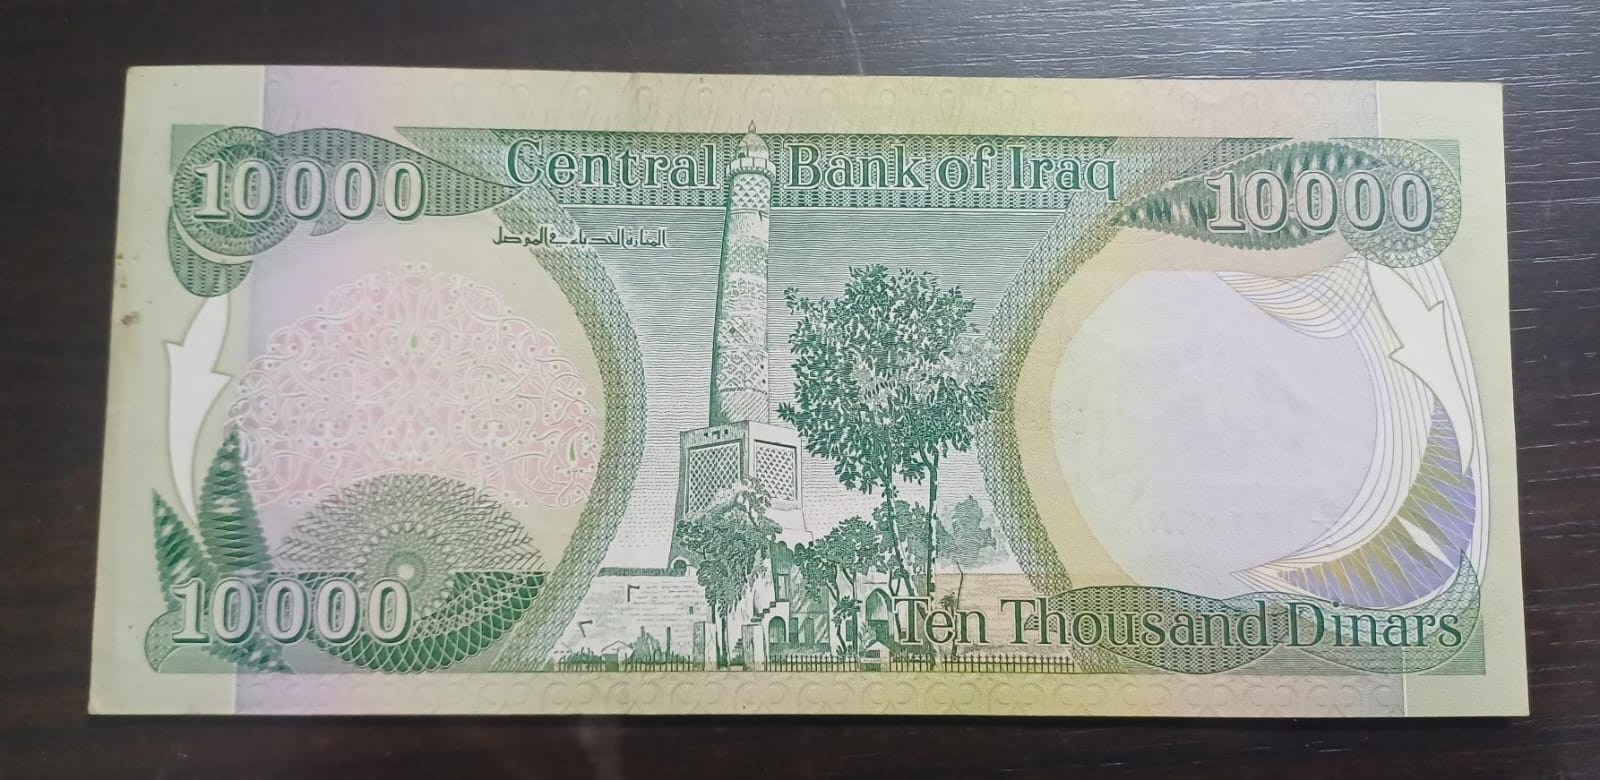 Central Bank of Iraq
10000
10000
المنارة الحدباء في الموصل
10000
Ten Thousand Dinars